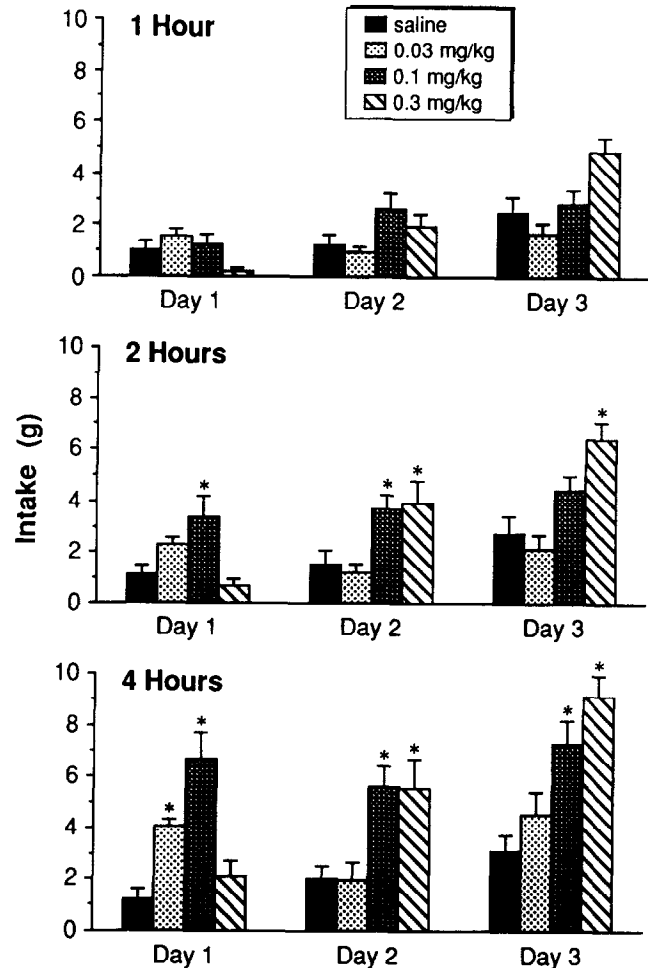 1 Hour
saline
0.03 mg/kg
0.1 mg/kg
0.3 mg/kg
10
8
6
4
2
0
Day 1 Day 2 Day 3
2 Hours
10
8
6
4
2
0
* * * *
Day 1 Day 2 Day 3
Intake (g)
4 Hours
10
8
6
4
2
0
* * * * * *
Day 1 Day 2 Day 3